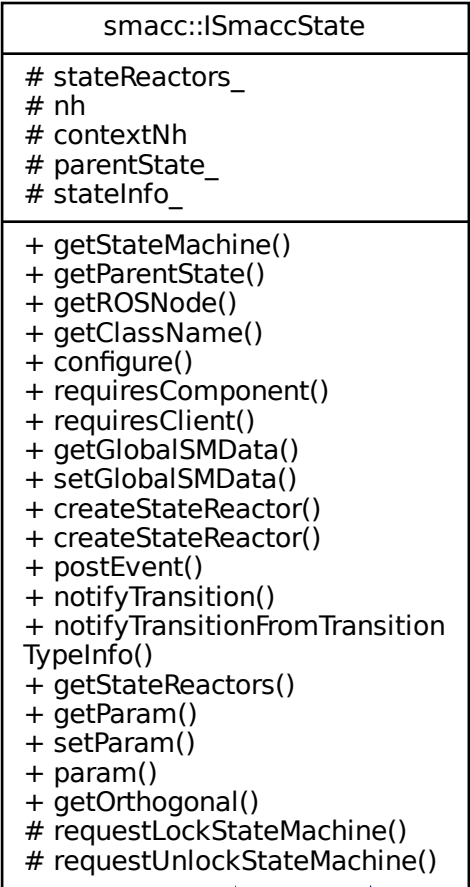 smacc::ISmaccState
# stateReactors_
# nh
# contextNh
# parentState_
# stateInfo_
+ getStateMachine()
+ getParentState()
+ getROSNode()
+ getClassName()
+ configure()
+ requiresComponent()
+ requiresClient()
+ getGlobalSMData()
+ setGlobalSMData()
+ createStateReactor()
+ createStateReactor()
+ postEvent()
+ notifyTransition()
+ notifyTransitionFromTransition
TypeInfo()
+ getStateReactors()
+ getParam()
+ setParam()
+ param()
+ getOrthogonal()
# requestLockStateMachine()
# requestUnlockStateMachine()